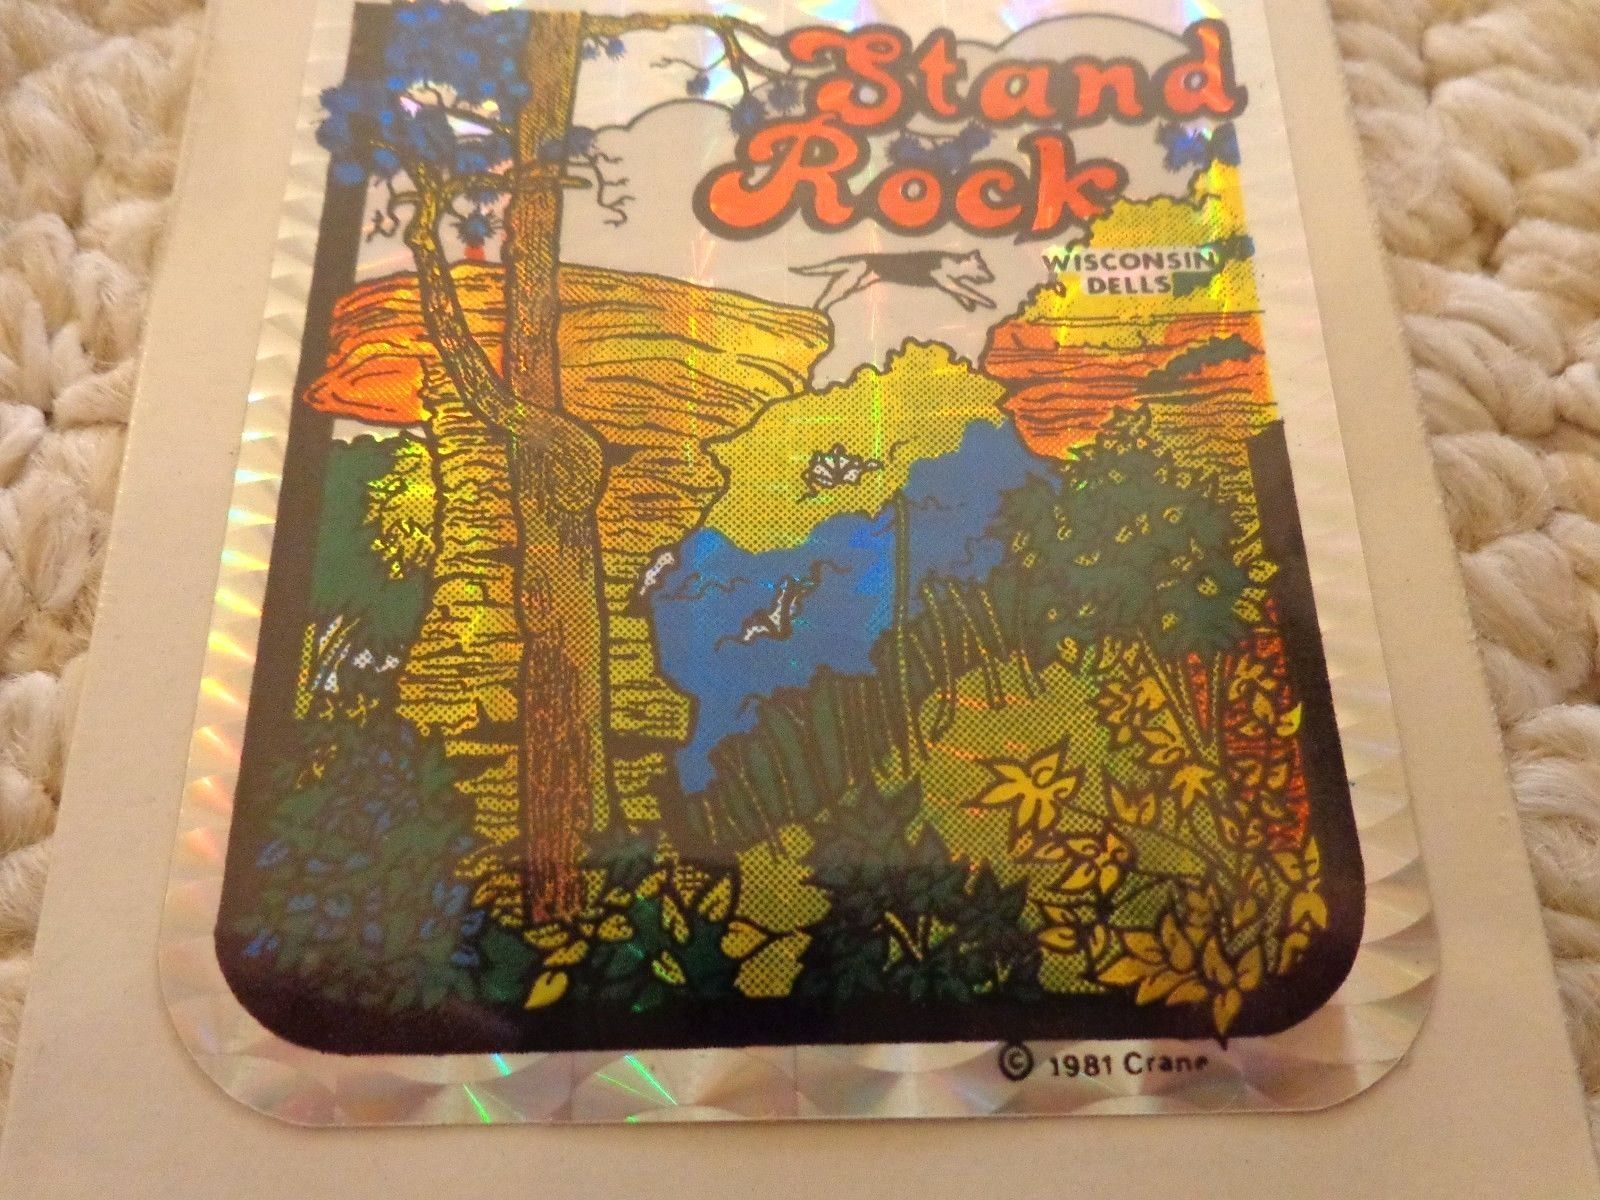 Stand
Rock
WISCONSIN
DELLS
© 1981 Crane